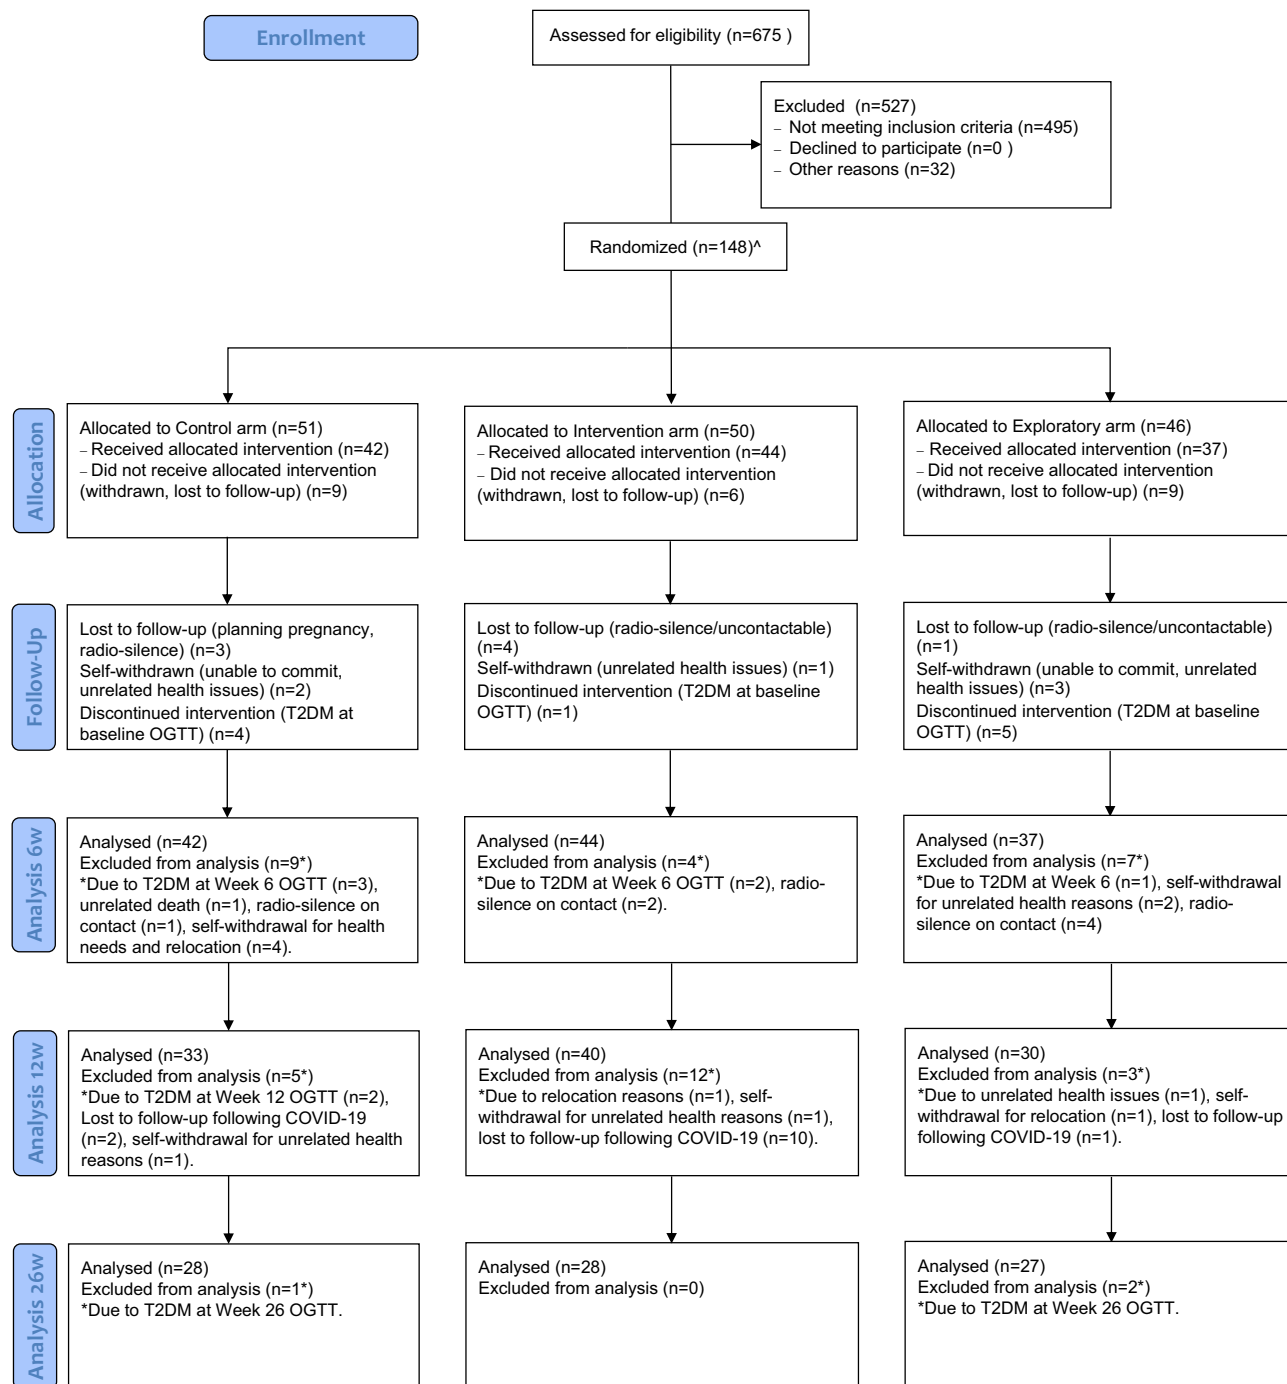 Enrollment
Assessed for eligibility (n=675 )
Excluded  (n=527)
– Not meeting inclusion criteria (n=495)
– Declined to participate (n=0 )
– Other reasons (n=32)
Randomized (n=148)^
Allocation
Allocated to Control arm (n=51)
– Received allocated intervention (n=42)
– Did not receive allocated intervention
(withdrawn, lost to follow-up) (n=9)
Allocated to Intervention arm (n=50)
– Received allocated intervention (n=44)
– Did not receive allocated intervention
(withdrawn, lost to follow-up) (n=6)
Allocated to Exploratory arm (n=46)
– Received allocated intervention (n=37)
– Did not receive allocated intervention
(withdrawn, lost to follow-up) (n=9)
Follow-Up
Lost to follow-up (planning pregnancy,
radio-silence) (n=3)
Self-withdrawn (unable to commit,
unrelated health issues) (n=2)
Discontinued intervention (T2DM at
baseline OGTT) (n=4)
Lost to follow-up (radio-silence/uncontactable)
(n=4)
Self-withdrawn (unrelated health issues) (n=1)
Discontinued intervention (T2DM at baseline
OGTT) (n=1)
Lost to follow-up (radio-silence/uncontactable)
(n=1)
Self-withdrawn (unable to commit, unrelated
health issues) (n=3)
Discontinued intervention (T2DM at baseline
OGTT) (n=5)
Analysis 6w
Analysed (n=42)
Excluded from analysis (n=9*)
*Due to T2DM at Week 6 OGTT (n=3),
unrelated death (n=1), radio-silence on
contact (n=1), self-withdrawal for health
needs and relocation (n=4).
Analysed (n=44)
Excluded from analysis (n=4*)
*Due to T2DM at Week 6 OGTT (n=2), radio-
silence on contact (n=2).
Analysed (n=37)
Excluded from analysis (n=7*)
*Due to T2DM at Week 6 (n=1), self-withdrawal
for unrelated health reasons (n=2), radio-
silence on contact (n=4)
Analysis 12w
Analysed (n=33)
Excluded from analysis (n=5*)
*Due to T2DM at Week 12 OGTT (n=2),
Lost to follow-up following COVID-19
(n=2), self-withdrawal for unrelated health
reasons (n=1).
Analysed (n=40)
Excluded from analysis (n=12*)
*Due to relocation reasons (n=1), self-
withdrawal for unrelated health reasons (n=1),
lost to follow-up following COVID-19 (n=10).
Analysed (n=30)
Excluded from analysis (n=3*)
*Due to unrelated health issues (n=1), self-
withdrawal for relocation (n=1), lost to follow-up
following COVID-19 (n=1).
Analysis 26w
Analysed (n=28)
Excluded from analysis (n=1*)
*Due to T2DM at Week 26 OGTT.
Analysed (n=28)
Excluded from analysis (n=0)
Analysed (n=27)
Excluded from analysis (n=2*)
*Due to T2DM at Week 26 OGTT.